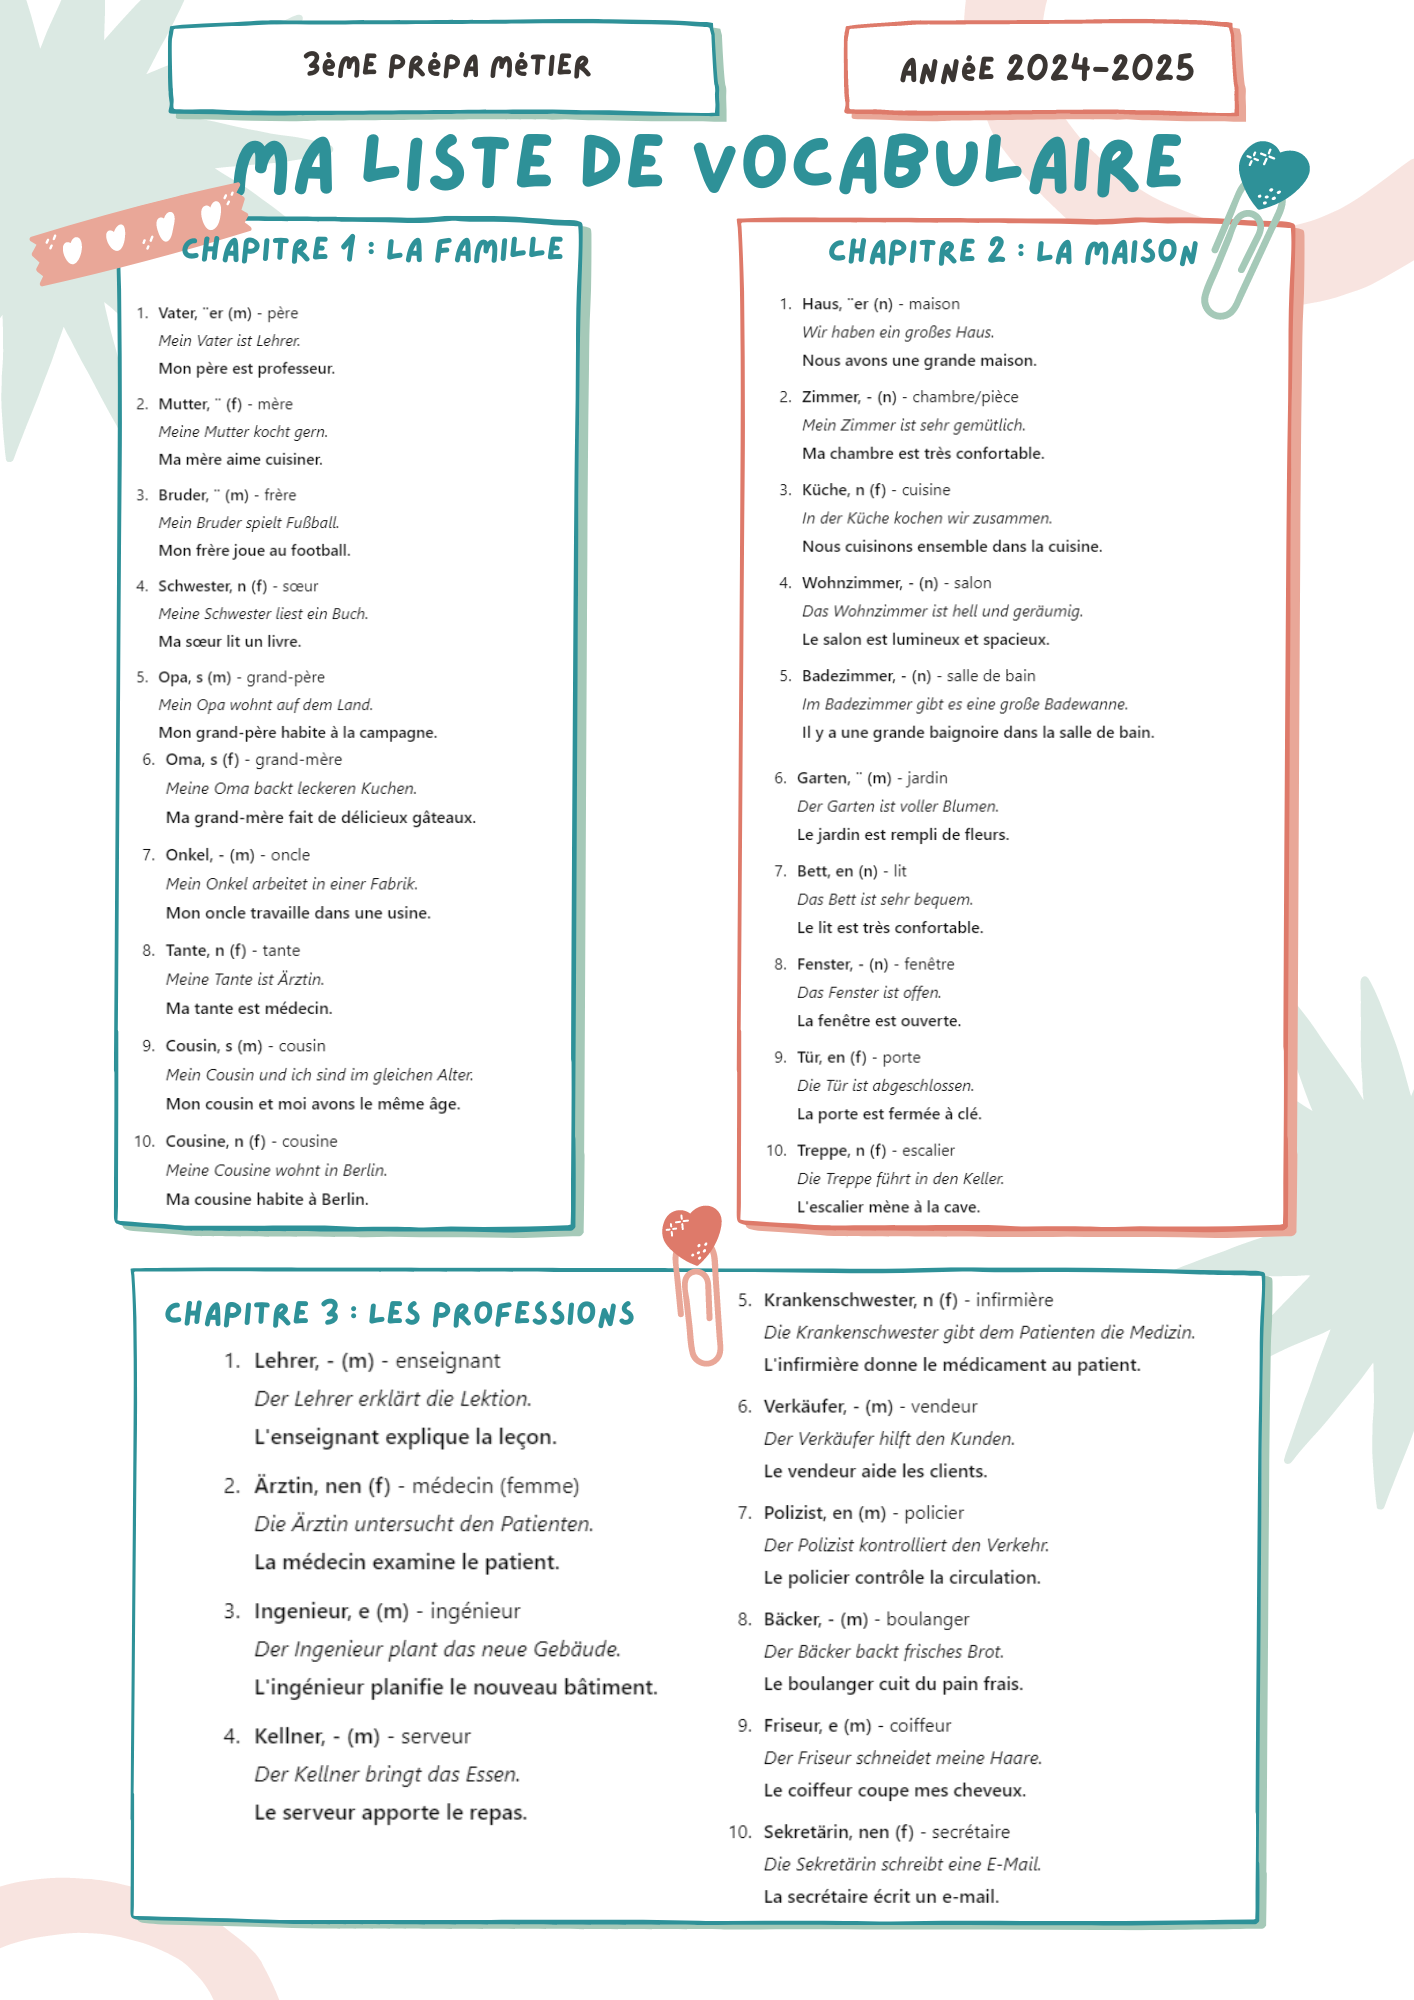 3ème Prépa Métier
Année 2024-2025
Ma liste de vocabulaire
Chapitre 1 : La famille
1. Vater, ¨er (m) - père
Mein Vater ist Lehrer.
Mon père est professeur.
2. Mutter, ¨ (f) - mère
Meine Mutter kocht gern.
Ma mère aime cuisiner.
3. Bruder, ¨ (m) - frère
Mein Bruder spielt Fußball.
Mon frère joue au football.
4. Schwester, n (f) - sœur
Meine Schwester liest ein Buch.
Ma sœur lit un livre.
5. Opa, s (m) - grand-père
Mein Opa wohnt auf dem Land.
Mon grand-père habite à la campagne.
6. Oma, s (f) - grand-mère
Meine Oma backt leckeren Kuchen.
Ma grand-mère fait de délicieux gâteaux.
7. Onkel, - (m) - oncle
Mein Onkel arbeitet in einer Fabrik.
Mon oncle travaille dans une usine.
8. Tante, n (f) - tante
Meine Tante ist Ärztin.
Ma tante est médecin.
9. Cousin, s (m) - cousin
Mein Cousin und ich sind im gleichen Alter.
Mon cousin et moi avons le même âge.
10. Cousine, n (f) - cousine
Meine Cousine wohnt in Berlin.
Ma cousine habite à Berlin.
Chapitre 2 : La maison
1. Haus, ¨er (n) - maison
Wir haben ein großes Haus.
Nous avons une grande maison.
2. Zimmer, - (n) - chambre/pièce
Mein Zimmer ist sehr gemütlich.
Ma chambre est très confortable.
3. Küche, n (f) - cuisine
In der Küche kochen wir zusammen.
Nous cuisinons ensemble dans la cuisine.
4. Wohnzimmer, - (n) - salon
Das Wohnzimmer ist hell und geräumig.
Le salon est lumineux et spacieux.
5. Badezimmer, - (n) - salle de bain
Im Badezimmer gibt es eine große Badewanne.
Il y a une grande baignoire dans la salle de bain.
6. Garten, ¨ (m) - jardin
Der Garten ist voller Blumen.
Le jardin est rempli de fleurs.
7. Bett, en (n) - lit
Das Bett ist sehr bequem.
Le lit est très confortable.
8. Fenster, - (n) - fenêtre
Das Fenster ist offen.
La fenêtre est ouverte.
9. Tür, en (f) - porte
Die Tür ist abgeschlossen.
La porte est fermée à clé.
10. Treppe, n (f) - escalier
Die Treppe führt in den Keller.
L'escalier mène à la cave.
Chapitre 3 : Les professions
1. Lehrer, - (m) - enseignant
Der Lehrer erklärt die Lektion.
L'enseignant explique la leçon.
2. Ärztin, nen (f) - médecin (femme)
Die Ärztin untersucht den Patienten.
La médecin examine le patient.
3. Ingenieur, e (m) - ingénieur
Der Ingenieur plant das neue Gebäude.
L'ingénieur planifie le nouveau bâtiment.
4. Kellner, - (m) - serveur
Der Kellner bringt das Essen.
Le serveur apporte le repas.
5. Krankenschwester, n (f) - infirmière
Die Krankenschwester gibt dem Patienten die Medizin.
L'infirmière donne le médicament au patient.
6. Verkäufer, - (m) - vendeur
Der Verkäufer hilft den Kunden.
Le vendeur aide les clients.
7. Polizist, en (m) - policier
Der Polizist kontrolliert den Verkehr.
Le policier contrôle la circulation.
8. Bäcker, - (m) - boulanger
Der Bäcker backt frisches Brot.
Le boulanger cuit du pain frais.
9. Friseur, e (m) - coiffeur
Der Friseur schneidet meine Haare.
Le coiffeur coupe mes cheveux.
10. Sekretärin, nen (f) - secrétaire
Die Sekretärin schreibt eine E-Mail.
La secrétaire écrit un e-mail.